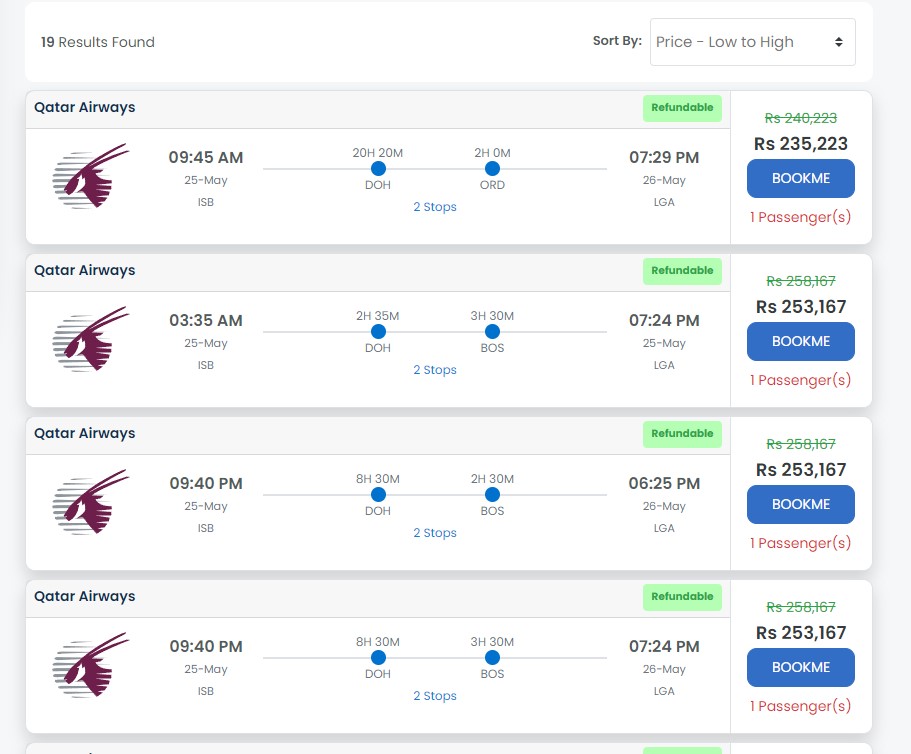 19 Results Found
Sort By: Price - Low to High
Qatar Airways Refundable
Rs 240,223
Rs 235,223
BOOKME
1 Passenger(s)
09:45 AM 20H 20M 2H 0M 07:29 PM
25-May DOH ORD 26-May
ISB 2 Stops LGA
Qatar Airways Refundable
Rs 258,167
Rs 253,167
BOOKME
1 Passenger(s)
03:35 AM 2H 35M 3H 30M 07:24 PM
25-May DOH BOS 25-May
ISB 2 Stops LGA
Qatar Airways Refundable
Rs 258,167
Rs 253,167
BOOKME
1 Passenger(s)
09:40 PM 8H 30M 2H 30M 06:25 PM
25-May DOH BOS 26-May
ISB 2 Stops LGA
Qatar Airways Refundable
Rs 258,167
Rs 253,167
BOOKME
1 Passenger(s)
09:40 PM 8H 30M 3H 30M 07:24 PM
25-May DOH BOS 26-May
ISB 2 Stops LGA